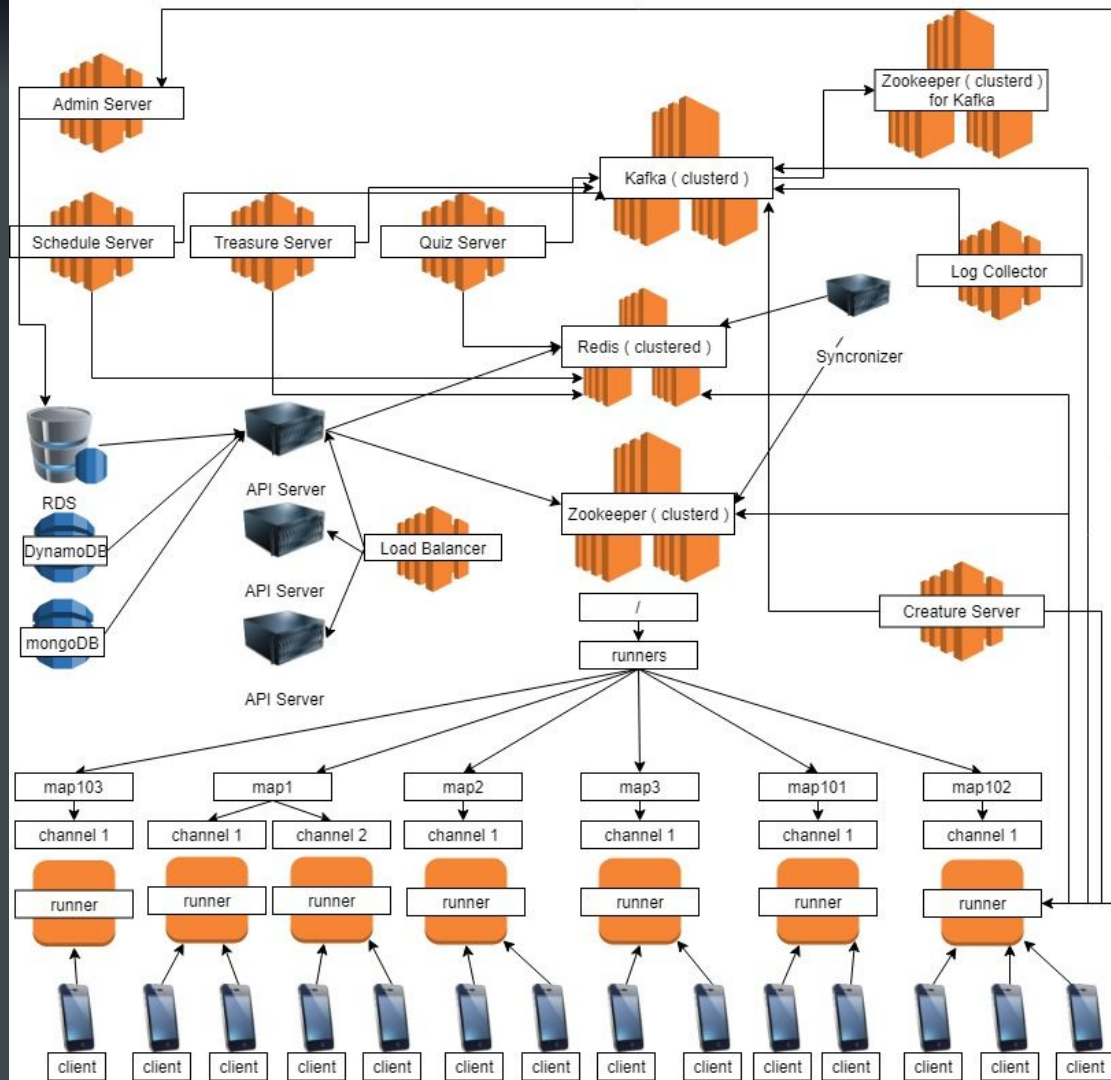 Admin Server
Zookeeper ( clusterd )
for Kafka
Kafka ( clusterd )
Schedule Server
Treasure Server
Quiz Server
Log Collector
Redis ( clustered )
Syncronizer
RDS
API Server
DynamoDB
Zookeeper ( clusterd )
Load Balancer
API Server
/
Creature Server
mongoDB
runners
API Server
map103
map1
map2
map3
map101
map102
channel 1
channel 1
channel 2
channel 1
channel 1
channel 1
channel 1
runner
runner
runner
runner
runner
runner
runner
client
client
client
client
client
client
client
client
client
client
client
client
client
client